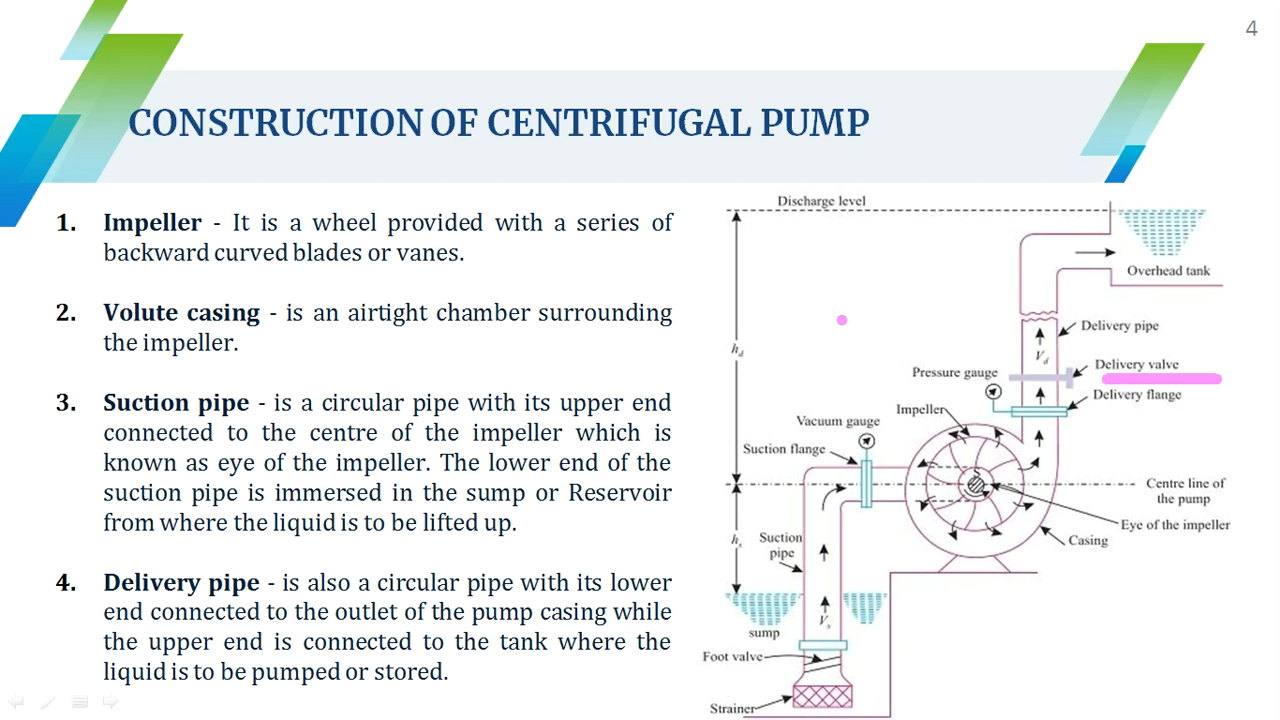 4
CONSTRUCTION OF CENTRIFUGAL PUMP
1. Impeller - It is a wheel provided with a series of
backward curved blades or vanes.
2. Volute casing - is an airtight chamber surrounding
the impeller.
3. Suction pipe - is a circular pipe with its upper end
connected to the centre of the impeller which is
known as eye of the impeller. The lower end of the
suction pipe is immersed in the sump or Reservoir
from where the liquid is to be lifted up.
4. Delivery pipe - is also a circular pipe with its lower
end connected to the outlet of the pump casing while
the upper end is connected to the tank where the
liquid is to be pumped or stored.
Discharge level
Overhead tank
Delivery pipe
hd
Vd
Delivery valve
Pressure gauge
Delivery flange
Impeller
Vacuum gauge
Suction flange
Centre line of
the pump
Eye of the impeller
Casing
hs
Suction
pipe
Vs
sump
Foot valve
Strainer